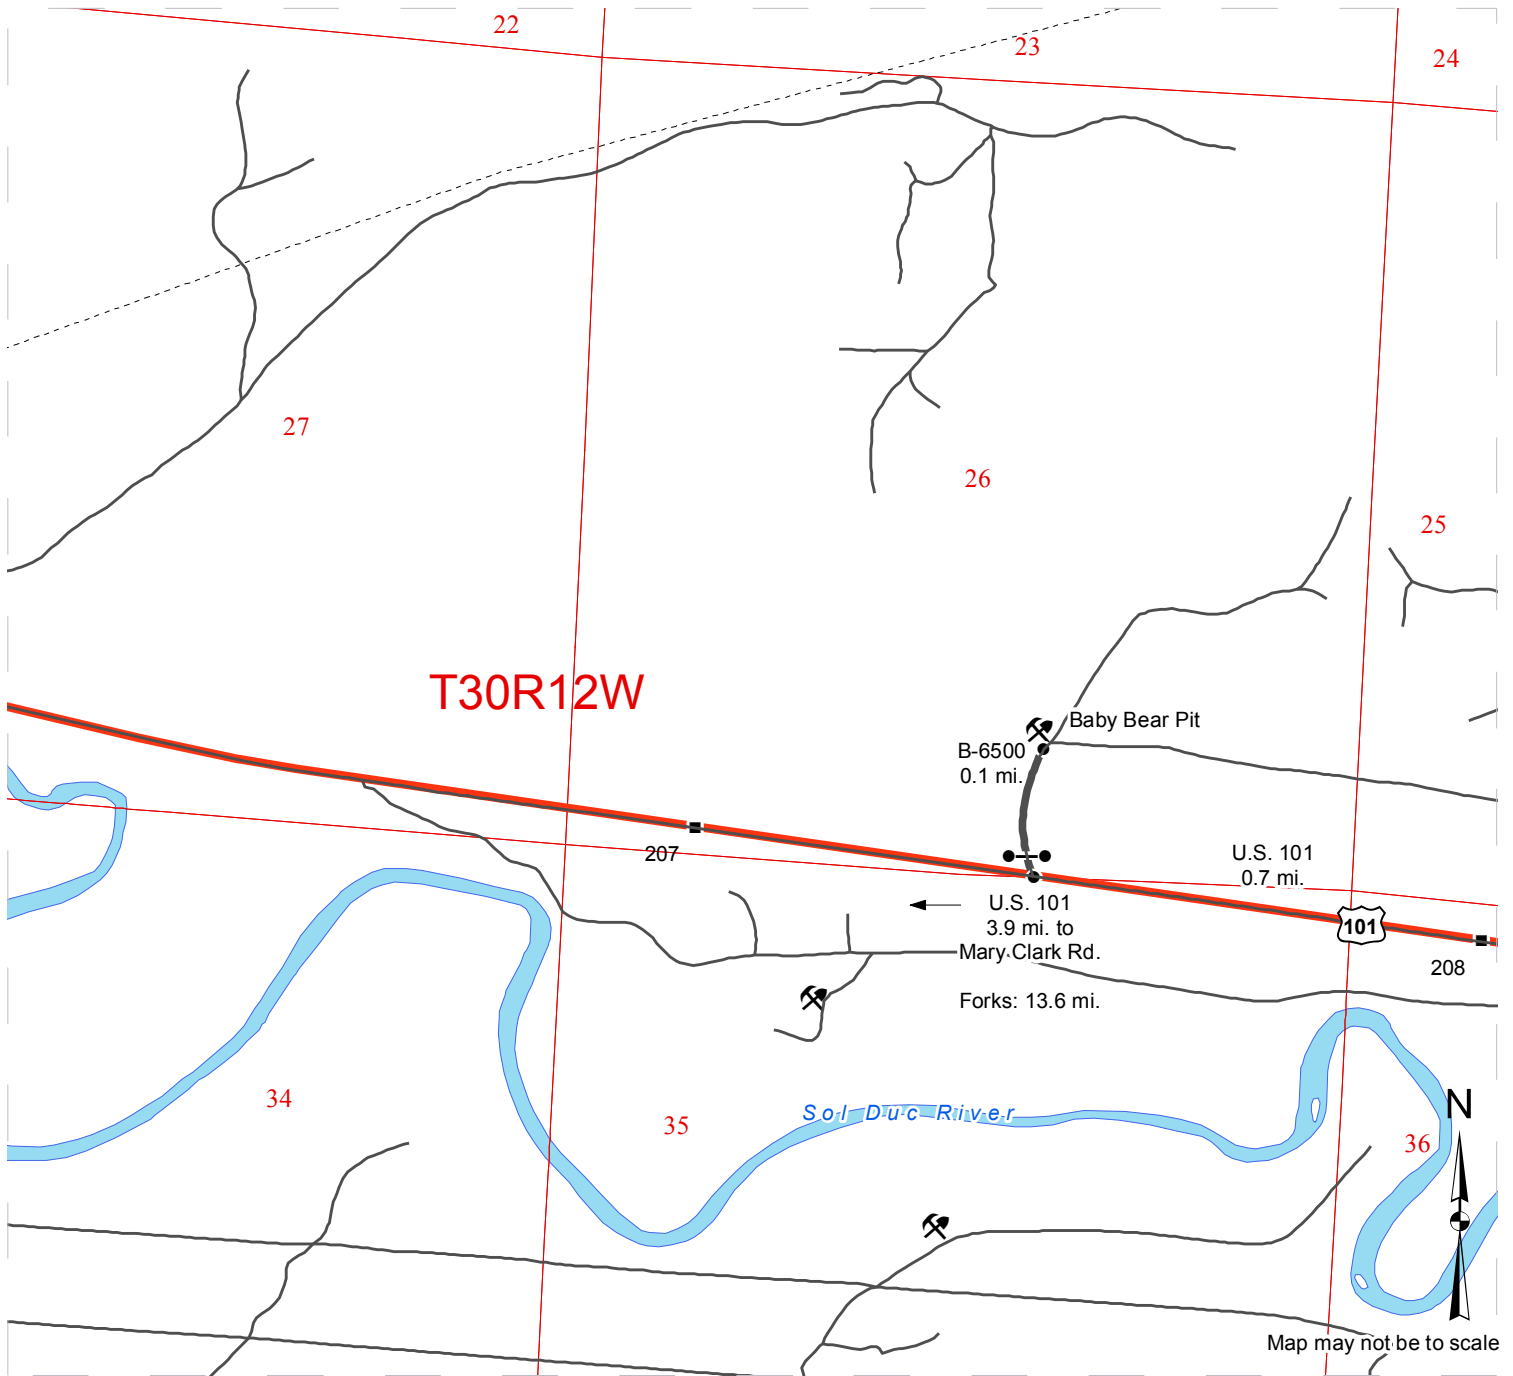 22
23
24
27
26
25
T30R12W
Baby Bear Pit
B-6500
0.1 mi.
207
U.S. 101
0.7 mi.
U.S. 101
3.9 mi. to
Mary Clark Rd.
Forks: 13.6 mi.
101
208
34
35
Sol Duc River
N
36
Map may not be to scale